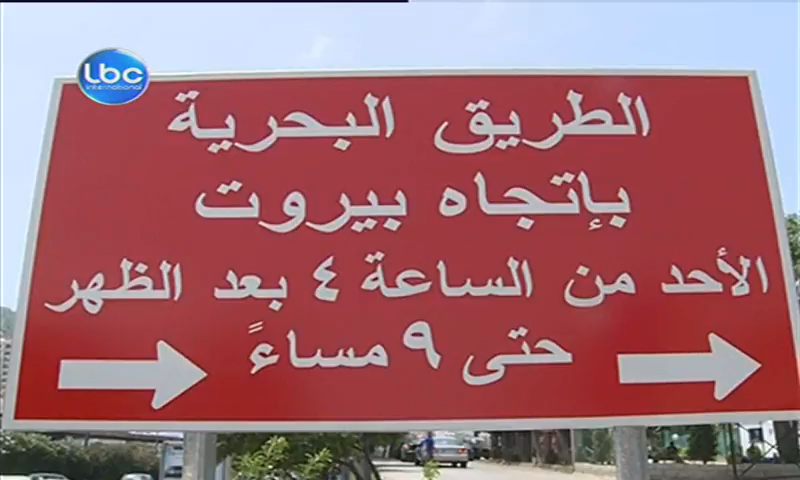 lbc
international
الطريق البحرية
بإتجاه بيروت
الأحد من الساعة ٤ بعد الظهر
حتى ٩ مساءً